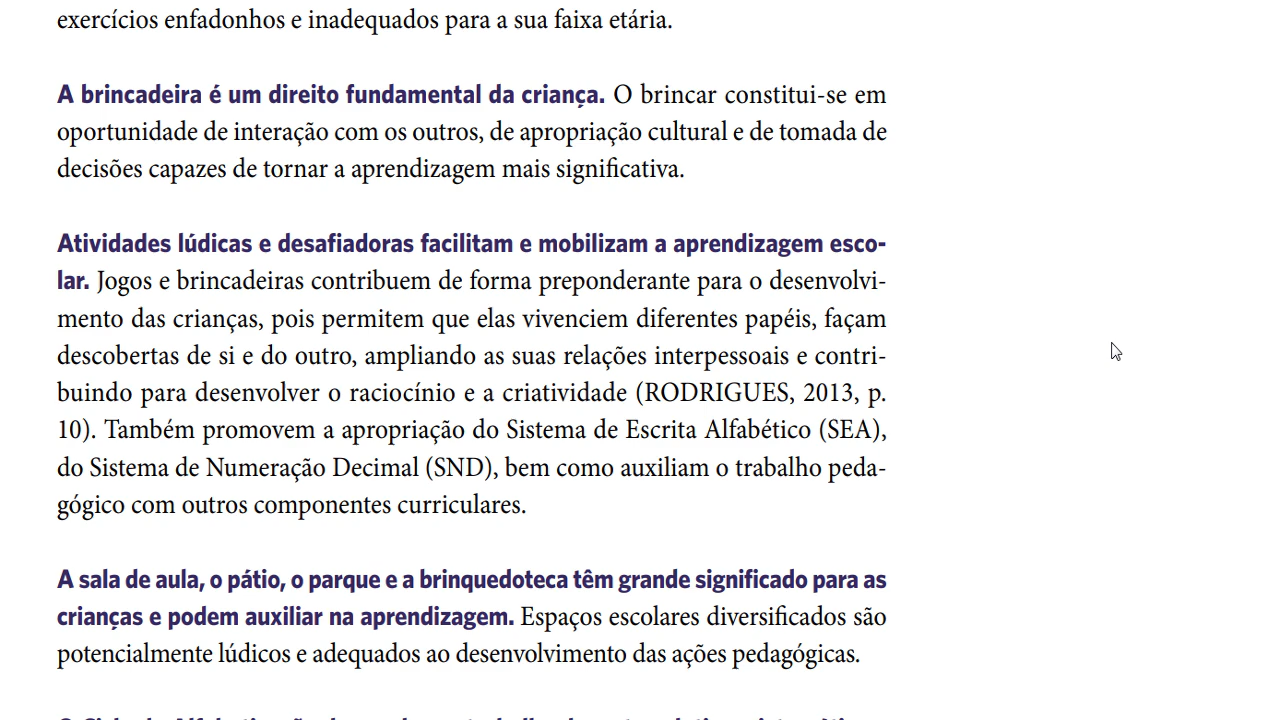 exercícios enfadonhos e inadequados para a sua faixa etária.
A brincadeira é um direito fundamental da criança. O brincar constitui-se em
oportunidade de interação com os outros, de apropriação cultural e de tomada de
decisões capazes de tornar a aprendizagem mais significativa.
Atividades lúdicas e desafiadoras facilitam e mobilizam a aprendizagem esco-
lar. Jogos e brincadeiras contribuem de forma preponderante para o desenvolvi-
mento das crianças, pois permitem que elas vivenciem diferentes papéis, façam
descobertas de si e do outro, ampliando as suas relações interpessoais e contri-
buindo para desenvolver o raciocínio e a criatividade (RODRIGUES, 2013, p.
10). Também promovem a apropriação do Sistema de Escrita Alfabético (SEA),
do Sistema de Numeração Decimal (SND), bem como auxiliam o trabalho peda-
gógico com outros componentes curriculares.
A sala de aula, o pátio, o parque e a brinquedoteca têm grande significado para as
crianças e podem auxiliar na aprendizagem. Espaços escolares diversificados são
potencialmente lúdicos e adequados ao desenvolvimento das ações pedagógicas.